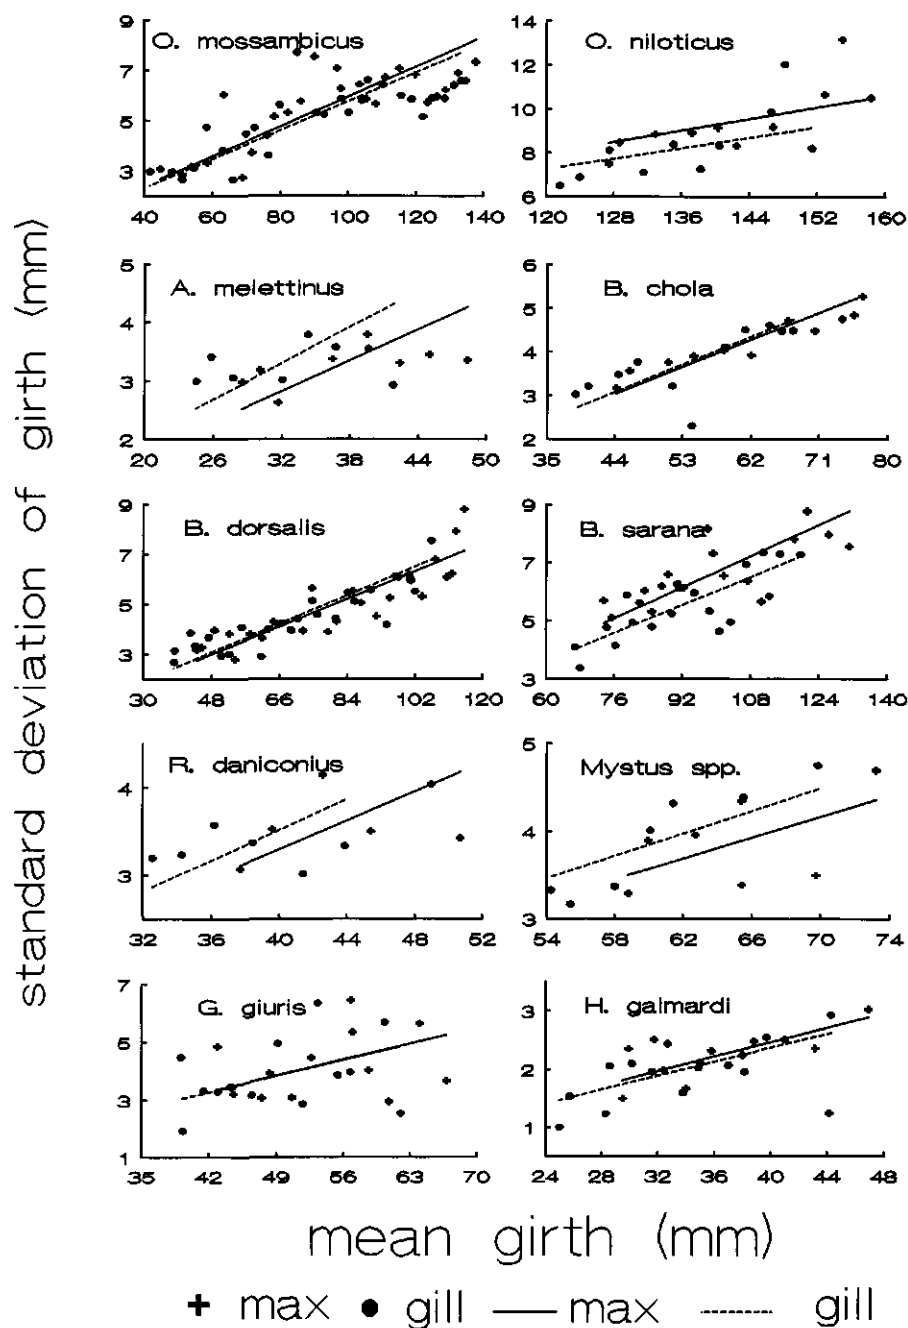 standard deviation of girth (mm)
O. mossambicus
9
7
5
3
40 60 80 100 120 140
O. niloticus
14
12
10
8
6
120 128 136 144 152 160
A. melettinus
5
4
3
2
20 26 32 38 44 50
B. chola
6
5
4
3
2
35 44 53 62 71 80
B. dorsalis
9
7
5
3
30 48 66 84 102 120
B. sarana
9
7
5
3
60 76 92 108 124 140
R. daniconius
4
3
32 36 40 44 48 52
Mystus spp.
5
4
3
54 58 62 66 70 74
G. giuris
7
5
3
1
35 42 49 56 63 70
H. galmardi
3
2
1
24 28 32 36 40 44 48
mean girth (mm)
+ max ● gill — max ----- gill